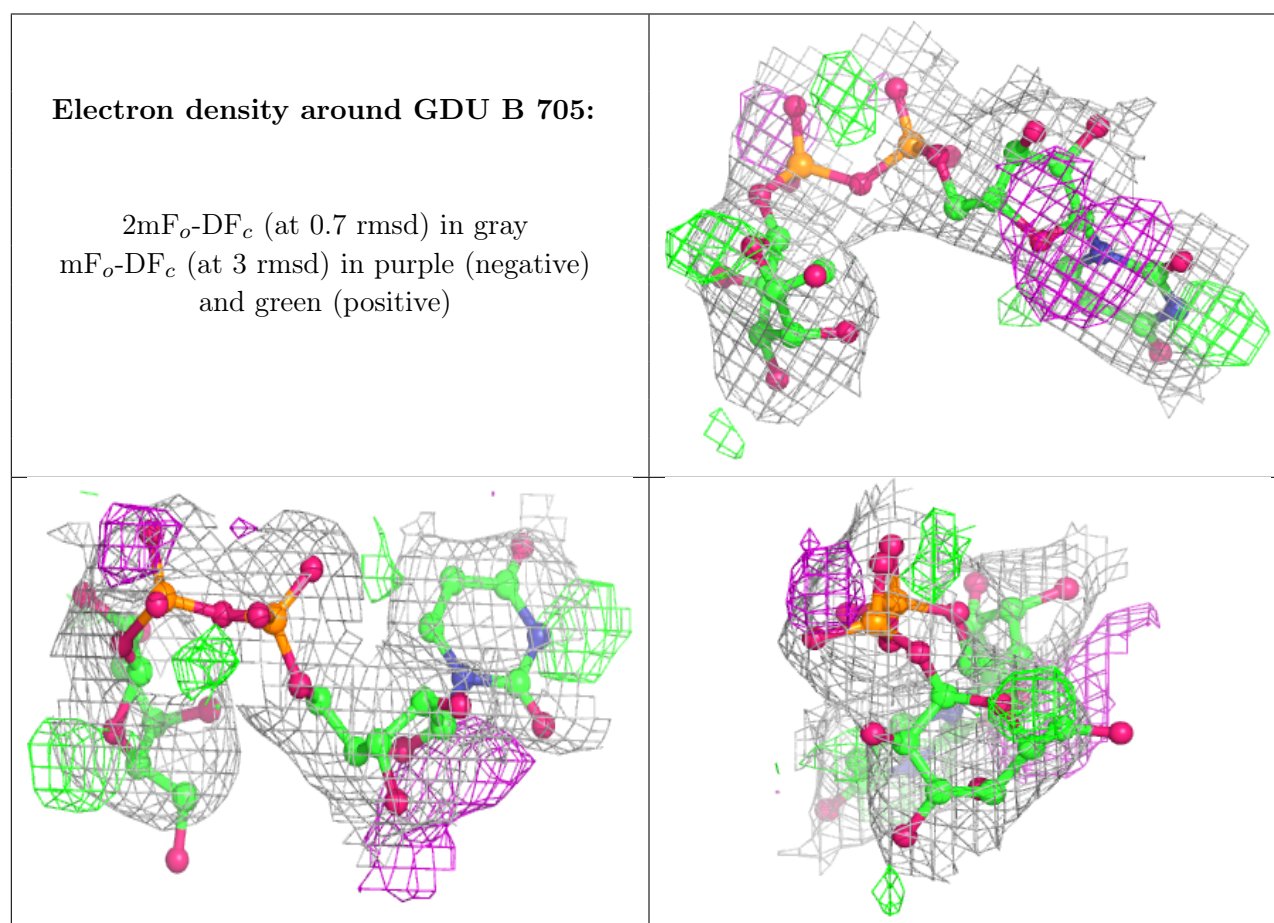 Electron density around GDU B 705:
2mFo-DFc (at 0.7 rmsd) in gray
mFo-DFc (at 3 rmsd) in purple (negative)
and green (positive)